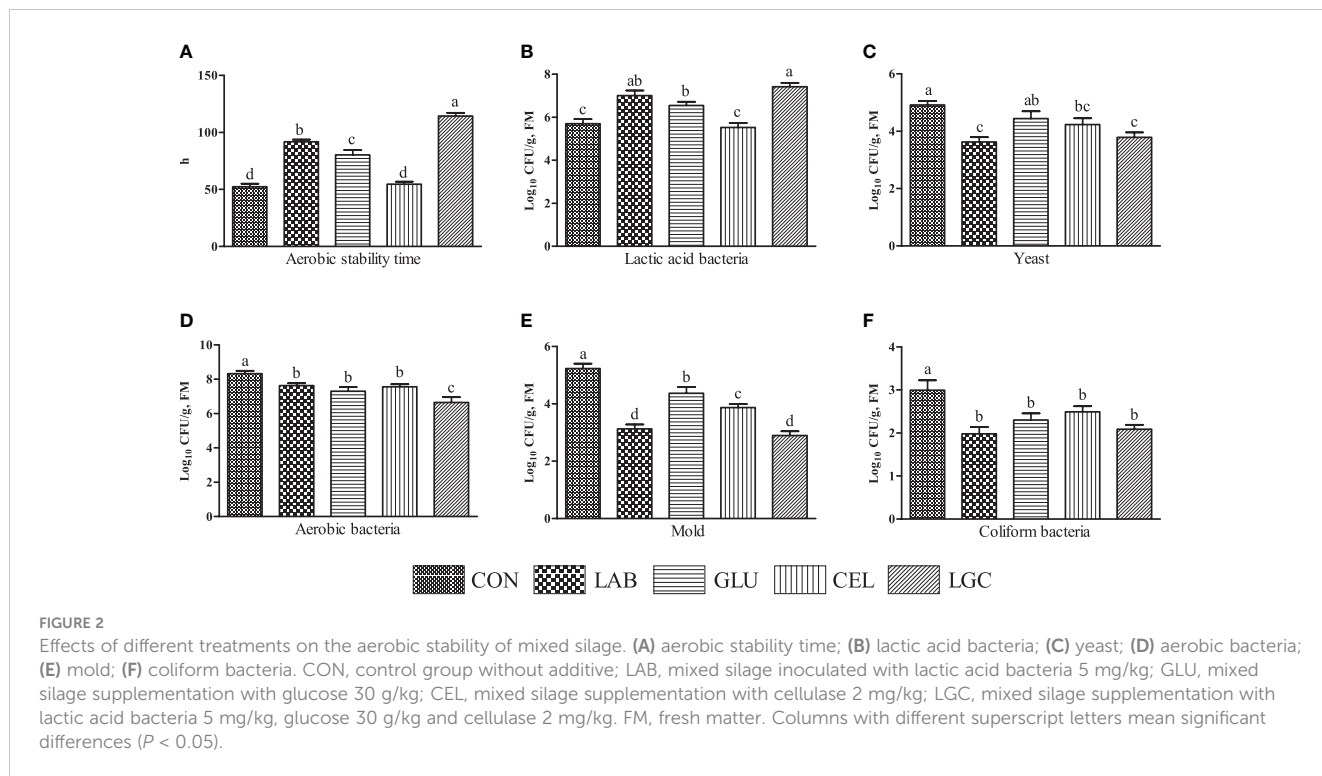 A
150
100
50
0
h
d
b
c
d
a
Aerobic stability time
B
8
6
4
2
0
Log10 CFU/g, FM
c
ab
b
c
a
Lactic acid bacteria
C
6
4
2
0
Log10 CFU/g, FM
a
c
ab
bc
c
Yeast
D
10
8
6
4
2
0
Log10 CFU/g, FM
a
b
b
b
c
Aerobic bacteria
E
6
4
2
0
Log10 CFU/g, FM
a
d
b
c
d
Mold
F
4
3
2
1
0
Log10 CFU/g, FM
a
b
b
b
b
Coliform bacteria
CON LAB GLU CEL LGC
FIGURE 2
Effects of different treatments on the aerobic stability of mixed silage. (A) aerobic stability time; (B) lactic acid bacteria; (C) yeast; (D) aerobic bacteria;
(E) mold; (F) coliform bacteria. CON, control group without additive; LAB, mixed silage inoculated with lactic acid bacteria 5 mg/kg; GLU, mixed
silage supplementation with glucose 30 g/kg; CEL, mixed silage supplementation with cellulase 2 mg/kg; LGC, mixed silage supplementation with
lactic acid bacteria 5 mg/kg, glucose 30 g/kg and cellulase 2 mg/kg. FM, fresh matter. Columns with different superscript letters mean significant
differences (P < 0.05).